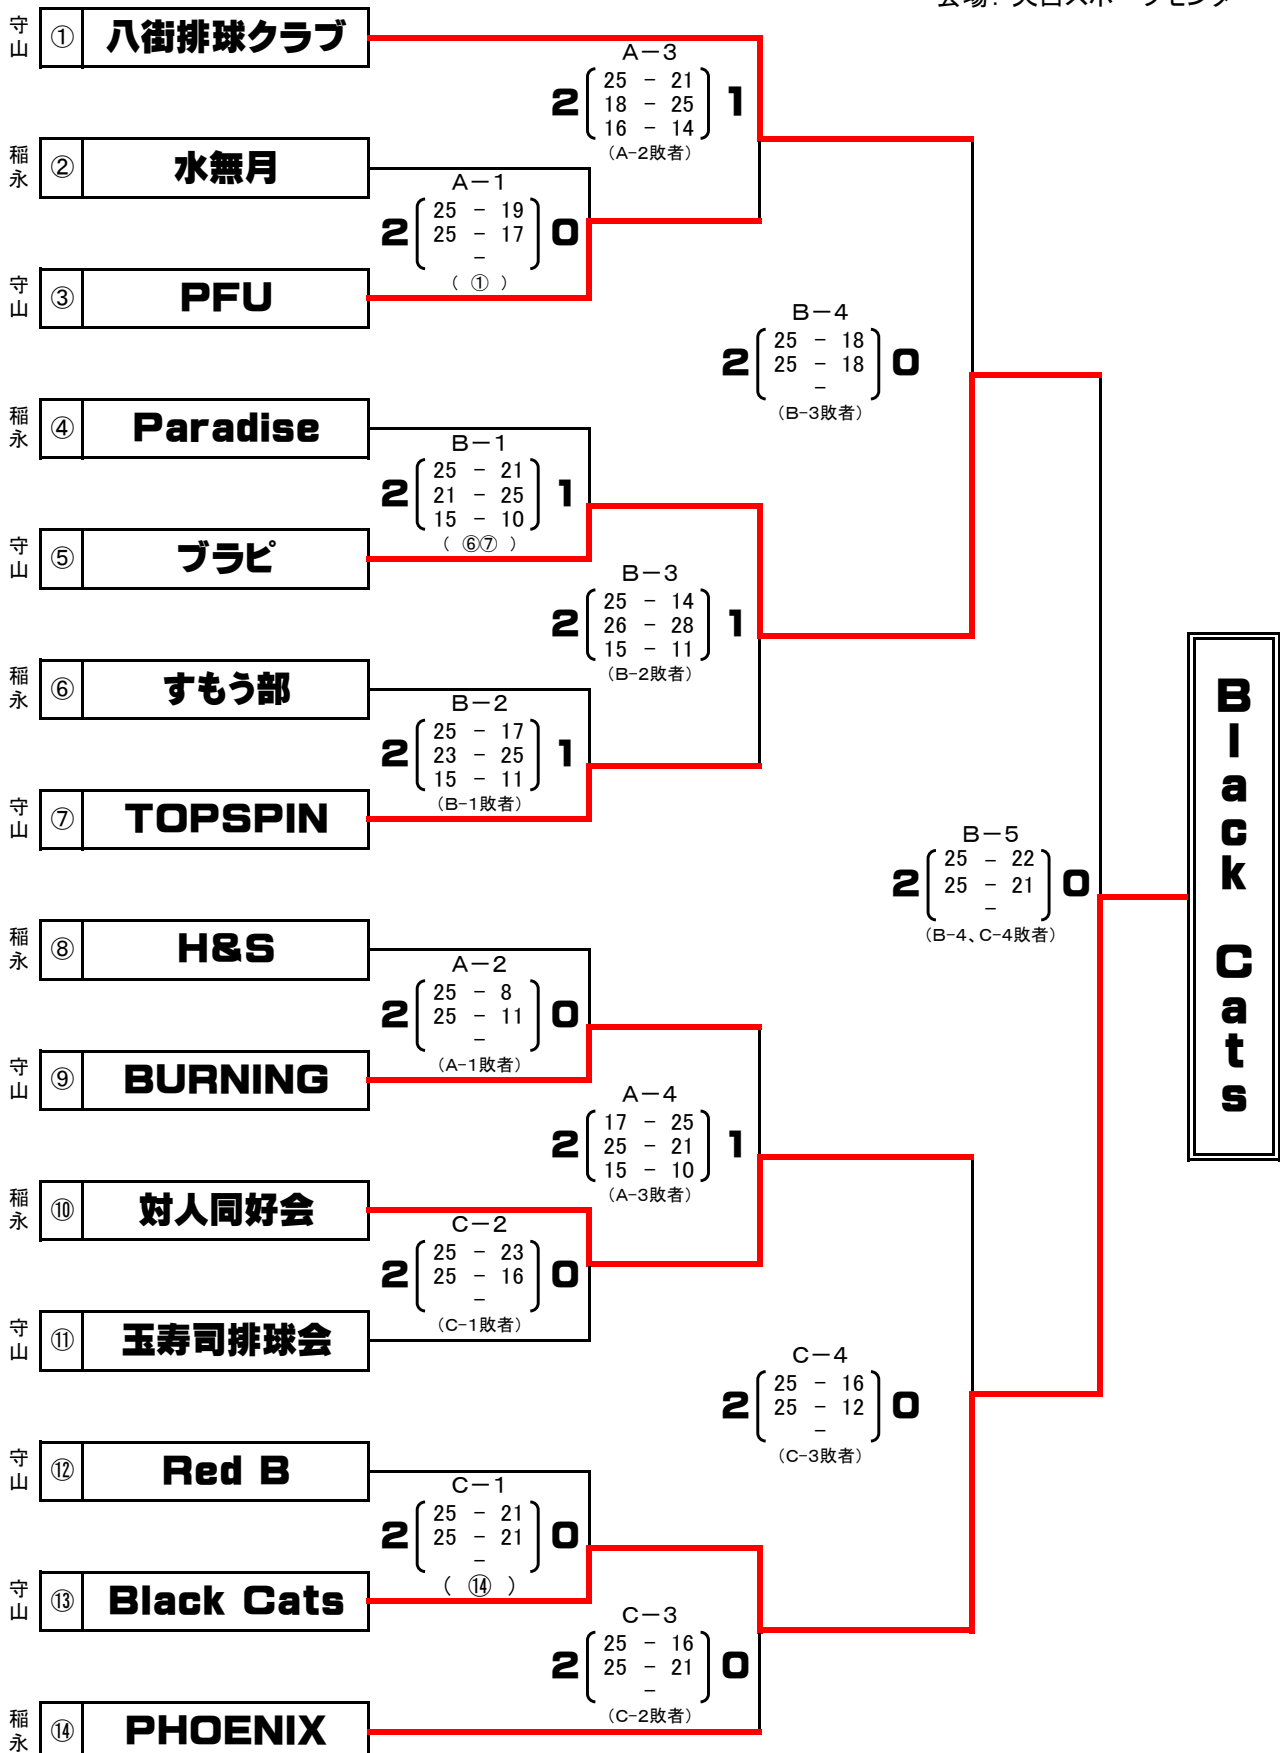 守山 ① 八街排球クラブ
A－3
2 25 - 21 1
18 - 25
16 - 14
(A-2敗者)
稲永 ② 水無月
A－1
2 25 - 19 0
25 - 17
-
( ① )
守山 ③ PFU
B－4
2 25 - 18 0
25 - 18
-
(B-3敗者)
稲永 ④ Paradise
B－1
2 25 - 21 1
21 - 25
15 - 10
( ⑥⑦ )
守山 ⑤ ブラピ
B－3
2 25 - 14 1
26 - 28
15 - 11
(B-2敗者)
稲永 ⑥ すもう部
B－2
2 25 - 17 1
23 - 25
15 - 11
(B-1敗者)
守山 ⑦ TOPSPIN
B－5
2 25 - 22 0
25 - 21
-
(B-4、C-4敗者)
Black Cats
稲永 ⑧ H&S
A－2
2 25 - 8 0
25 - 11
-
(A-1敗者)
守山 ⑨ BURNING
A－4
2 17 - 25 1
25 - 21
15 - 10
(A-3敗者)
稲永 ⑩ 対人同好会
C－2
2 25 - 23 0
25 - 16
-
(C-1敗者)
守山 ⑪ 玉寿司排球会
C－4
2 25 - 16 0
25 - 12
-
(C-3敗者)
守山 ⑫ Red B
C－1
2 25 - 21 0
25 - 21
-
( ⑭ )
守山 ⑬ Black Cats
C－3
2 25 - 16 0
25 - 21
-
(C-2敗者)
稲永 ⑭ PHOENIX